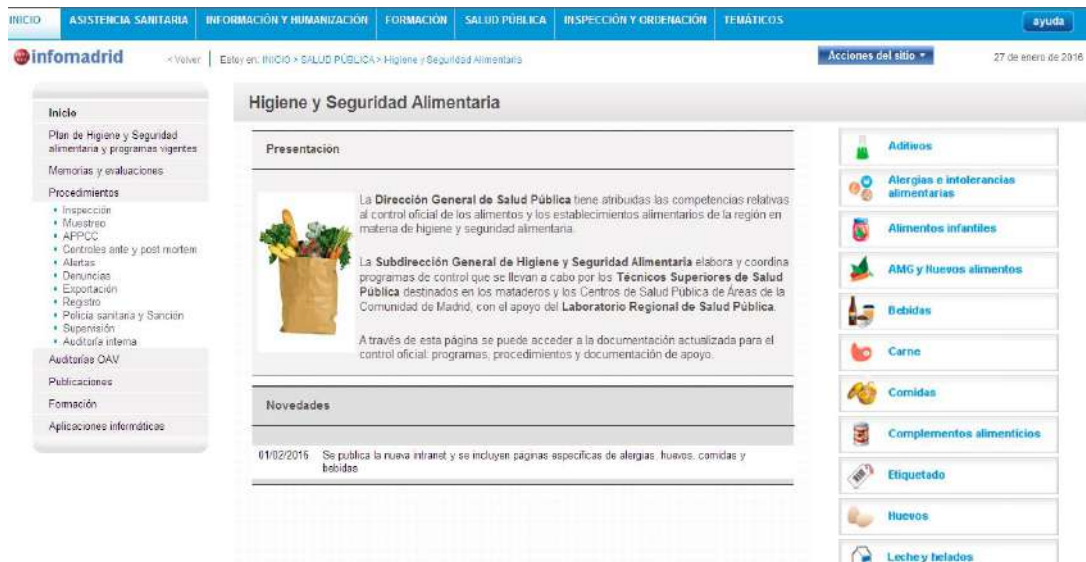 INICIO ASISTENCIA SANITARIA INFORMACIÓN Y HUMANIZACIÓN FORMACIÓN SALUD PÚBLICA INSPECCIÓN Y ORDENACIÓN TEMÁTICOS ayuda
infomadrid < Volver Estoy en: INICIO > SALUD PÚBLICA > Higiene y Seguridad Alimentaria Acciones del sitio 27 de enero de 2016
Inicio
Plan de Higiene y Seguridad
alimentaria y programas vigentes
Memorias y evaluaciones
Procedimientos
Inspección
Muestreo
APPCC
Controles ante y post mortem
Alertas
Denuncias
Exportación
Registro
Policía sanitaria y Sanción
Supervisión
Auditoría interna
Auditorías OAV
Publicaciones
Formación
Aplicaciones informáticas
Higiene y Seguridad Alimentaria
Presentación
La Dirección General de Salud Pública tiene atribuidas las competencias relativas
al control oficial de los alimentos y los establecimientos alimentarios de la región en
materia de higiene y seguridad alimentaria.
La Subdirección General de Higiene y Seguridad Alimentaria elabora y coordina
programas de control que se llevan a cabo por los Técnicos Superiores de Salud
Pública destinados en los mataderos y los Centros de Salud Púbica de Áreas de la
Comunidad de Madrid, con el apoyo del Laboratorio Regional de Salud Pública.
A través de esta página se puede acceder a la documentación actualizada para el
control oficial: programas, procedimientos y documentación de apoyo.
Novedades
01/02/2016 Se publica la nueva intranet y se incluyen páginas específicas de alergias, huevos, comidas y
bebidas
Aditivos
Alergias e intolerancias
alimentarias
Alimentos infantiles
AMG y Nuevos alimentos
Bebidas
Carne
Comidas
Complementos alimenticios
Etiquetado
Huevos
Leche y helados